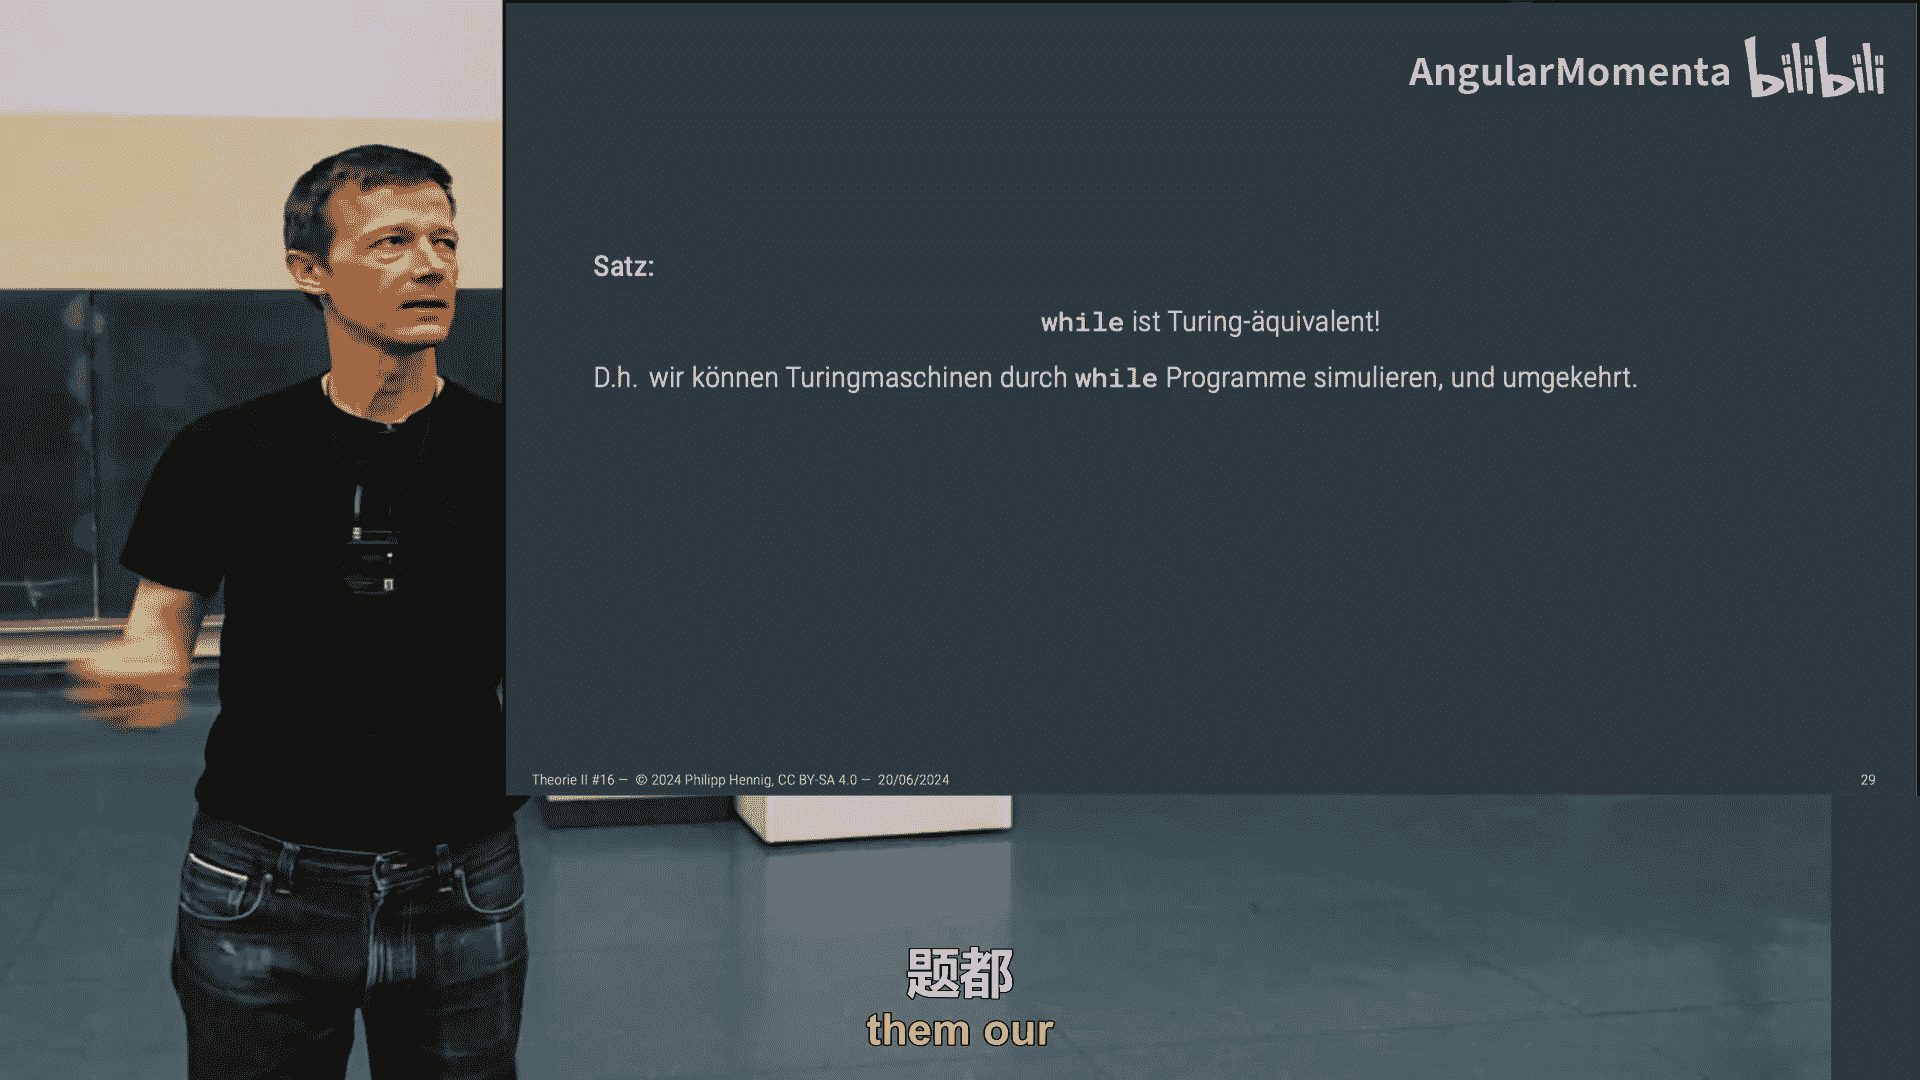 AngularMomenta bilibili
Satz:
while ist Turing-äquivalent!
D.h. wir können Turingmaschinen durch while Programme simulieren, und umgekehrt.
Theorie II #16 — © 2024 Philipp Hennig, CC BY-SA 4.0 — 20/06/2024
29
题都
them our